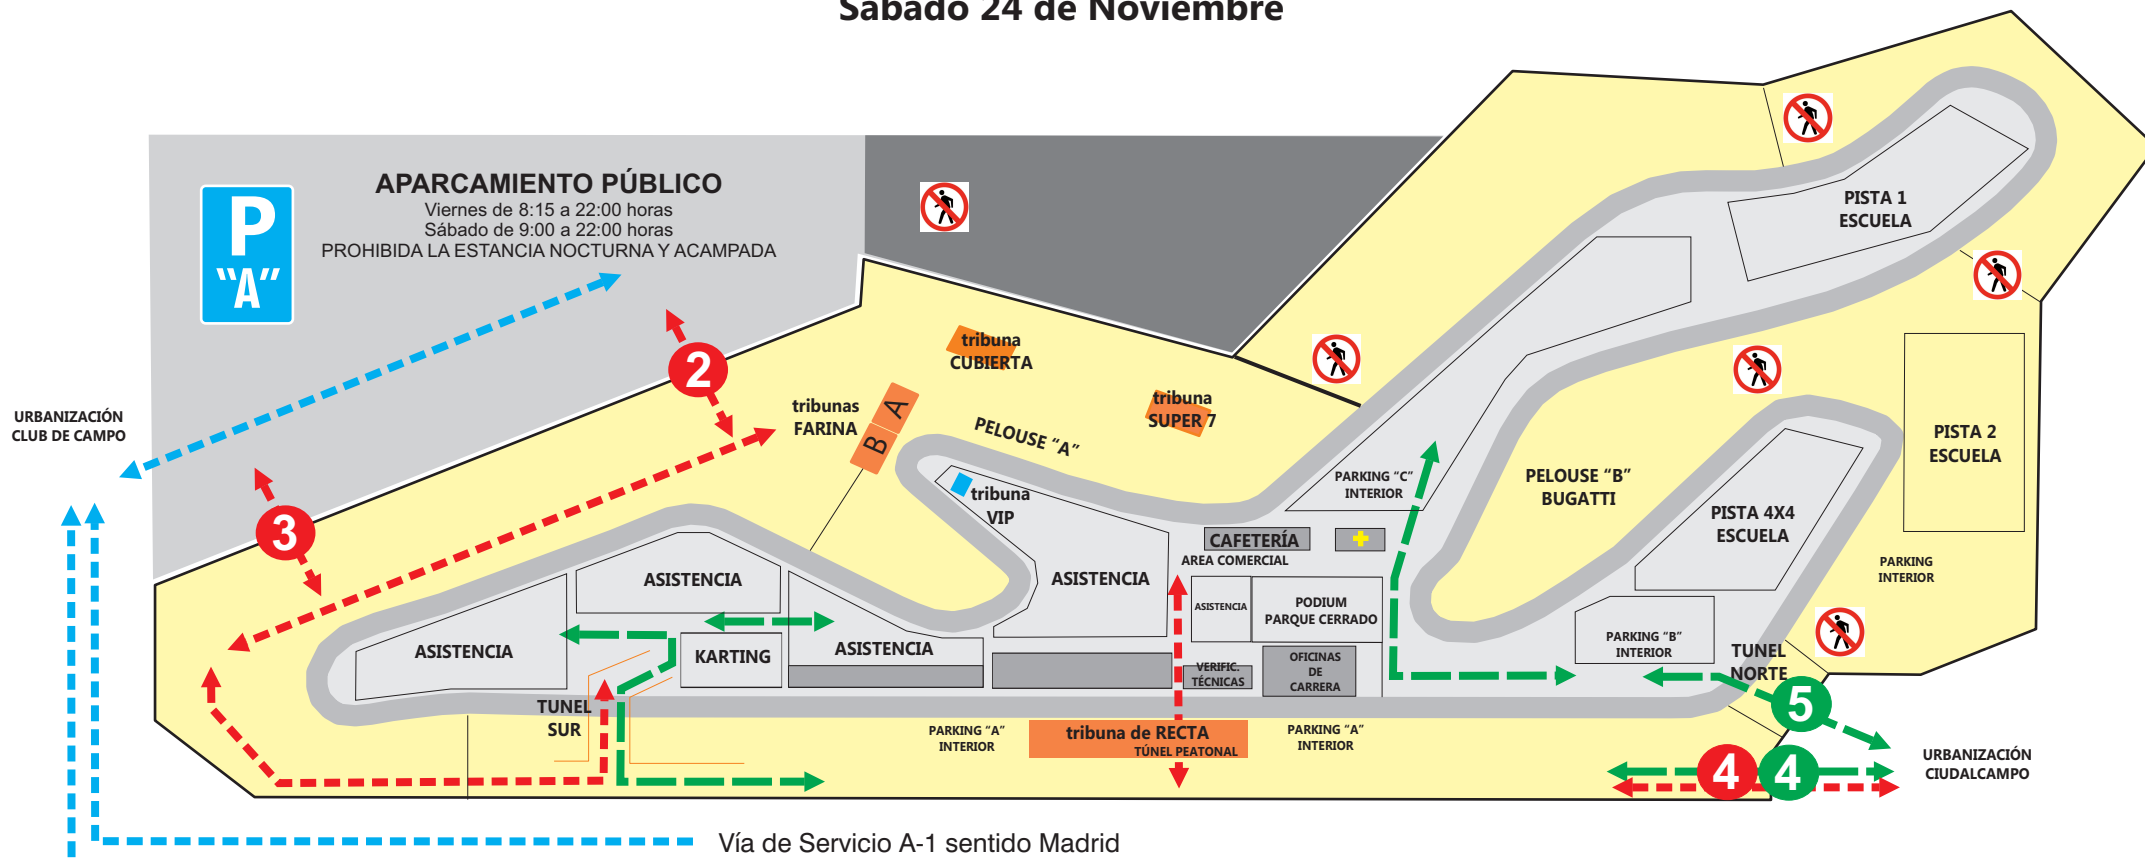 Sábado 24 de Noviembre
APARCAMIENTO PÚBLICO
Viernes de 8:15 a 22:00 horas
Sábado de 9:00 a 22:00 horas
PROHIBIDA LA ESTANCIA NOCTURNA Y ACAMPADA
P
"A"
URBANIZACIÓN
CLUB DE CAMPO
2
3
tribunas
FARINA
A
B
tribuna
CUBIERTA
tribuna
SUPER 7
PELOUSE "A"
tribuna
VIP
PISTA 1
ESCUELA
PISTA 2
ESCUELA
PELOUSE "B"
BUGATTI
PISTA 4X4
ESCUELA
PARKING "C"
INTERIOR
PARKING
INTERIOR
CAFETERÍA
AREA COMERCIAL
ASISTENCIA
ASISTENCIA
ASISTENCIA
ASISTENCIA
ASISTENCIA
KARTING
PODIUM
PARQUE CERRADO
VERIFIC.
TÉCNICAS
OFICINAS
DE
CARRERA
PARKING "B"
INTERIOR
TUNEL
NORTE
TUNEL
SUR
PARKING "A"
INTERIOR
tribuna de RECTA
TÚNEL PEATONAL
PARKING "A"
INTERIOR
5
4
4
URBANIZACIÓN
CIUDALCAMPO
Vía de Servicio A-1 sentido Madrid